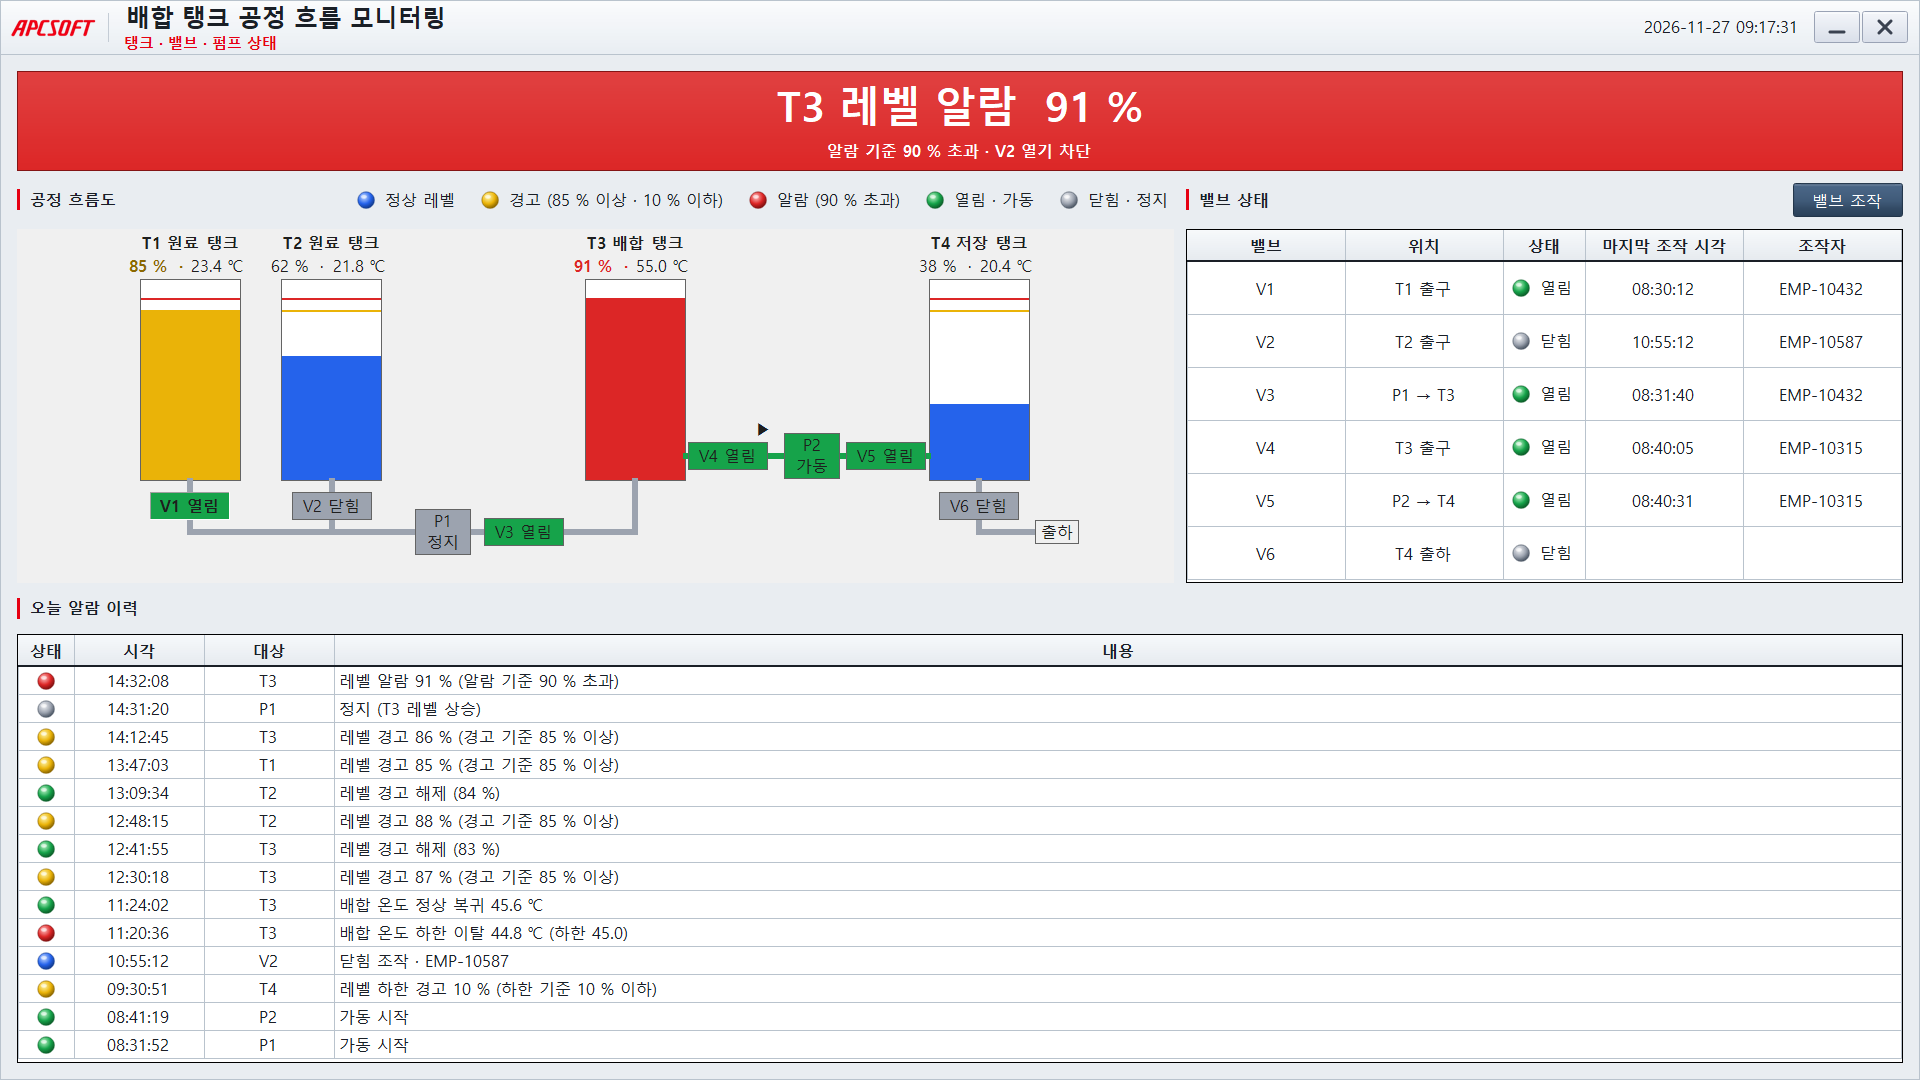 APCSOFT
배합 탱크 공정 흐름 모니터링
탱크 · 밸브 · 펌프 상태
2026-11-27 09:17:31
T3 레벨 알람 91 %
알람 기준 90 % 초과 · V2 열기 차단
공정 흐름도
정상 레벨
경고 (85 % 이상 · 10 % 이하)
알람 (90 % 초과)
열림 · 가동
닫힘 · 정지
T1 원료 탱크
85 % · 23.4 ℃
T2 원료 탱크
62 % · 21.8 ℃
T3 배합 탱크
91 % · 55.0 ℃
T4 저장 탱크
38 % · 20.4 ℃
V4 열림
P2
가동
V5 열림
V1 열림
V2 닫힘
P1
정지
V3 열림
V6 닫힘
출하
밸브 상태
밸브 조작
밸브 위치 상태 마지막 조작 시각 조작자
V1 T1 출구 열림 08:30:12 EMP-10432
V2 T2 출구 닫힘 10:55:12 EMP-10587
V3 P1 → T3 열림 08:31:40 EMP-10432
V4 T3 출구 열림 08:40:05 EMP-10315
V5 P2 → T4 열림 08:40:31 EMP-10315
V6 T4 출하 닫힘
오늘 알람 이력
상태 시각 대상 내용
14:32:08 T3 레벨 알람 91 % (알람 기준 90 % 초과)
14:31:20 P1 정지 (T3 레벨 상승)
14:12:45 T3 레벨 경고 86 % (경고 기준 85 % 이상)
13:47:03 T1 레벨 경고 85 % (경고 기준 85 % 이상)
13:09:34 T2 레벨 경고 해제 (84 %)
12:48:15 T2 레벨 경고 88 % (경고 기준 85 % 이상)
12:41:55 T3 레벨 경고 해제 (83 %)
12:30:18 T3 레벨 경고 87 % (경고 기준 85 % 이상)
11:24:02 T3 배합 온도 정상 복귀 45.6 ℃
11:20:36 T3 배합 온도 하한 이탈 44.8 ℃ (하한 45.0)
10:55:12 V2 닫힘 조작 · EMP-10587
09:30:51 T4 레벨 하한 경고 10 % (하한 기준 10 % 이하)
08:41:19 P2 가동 시작
08:31:52 P1 가동 시작